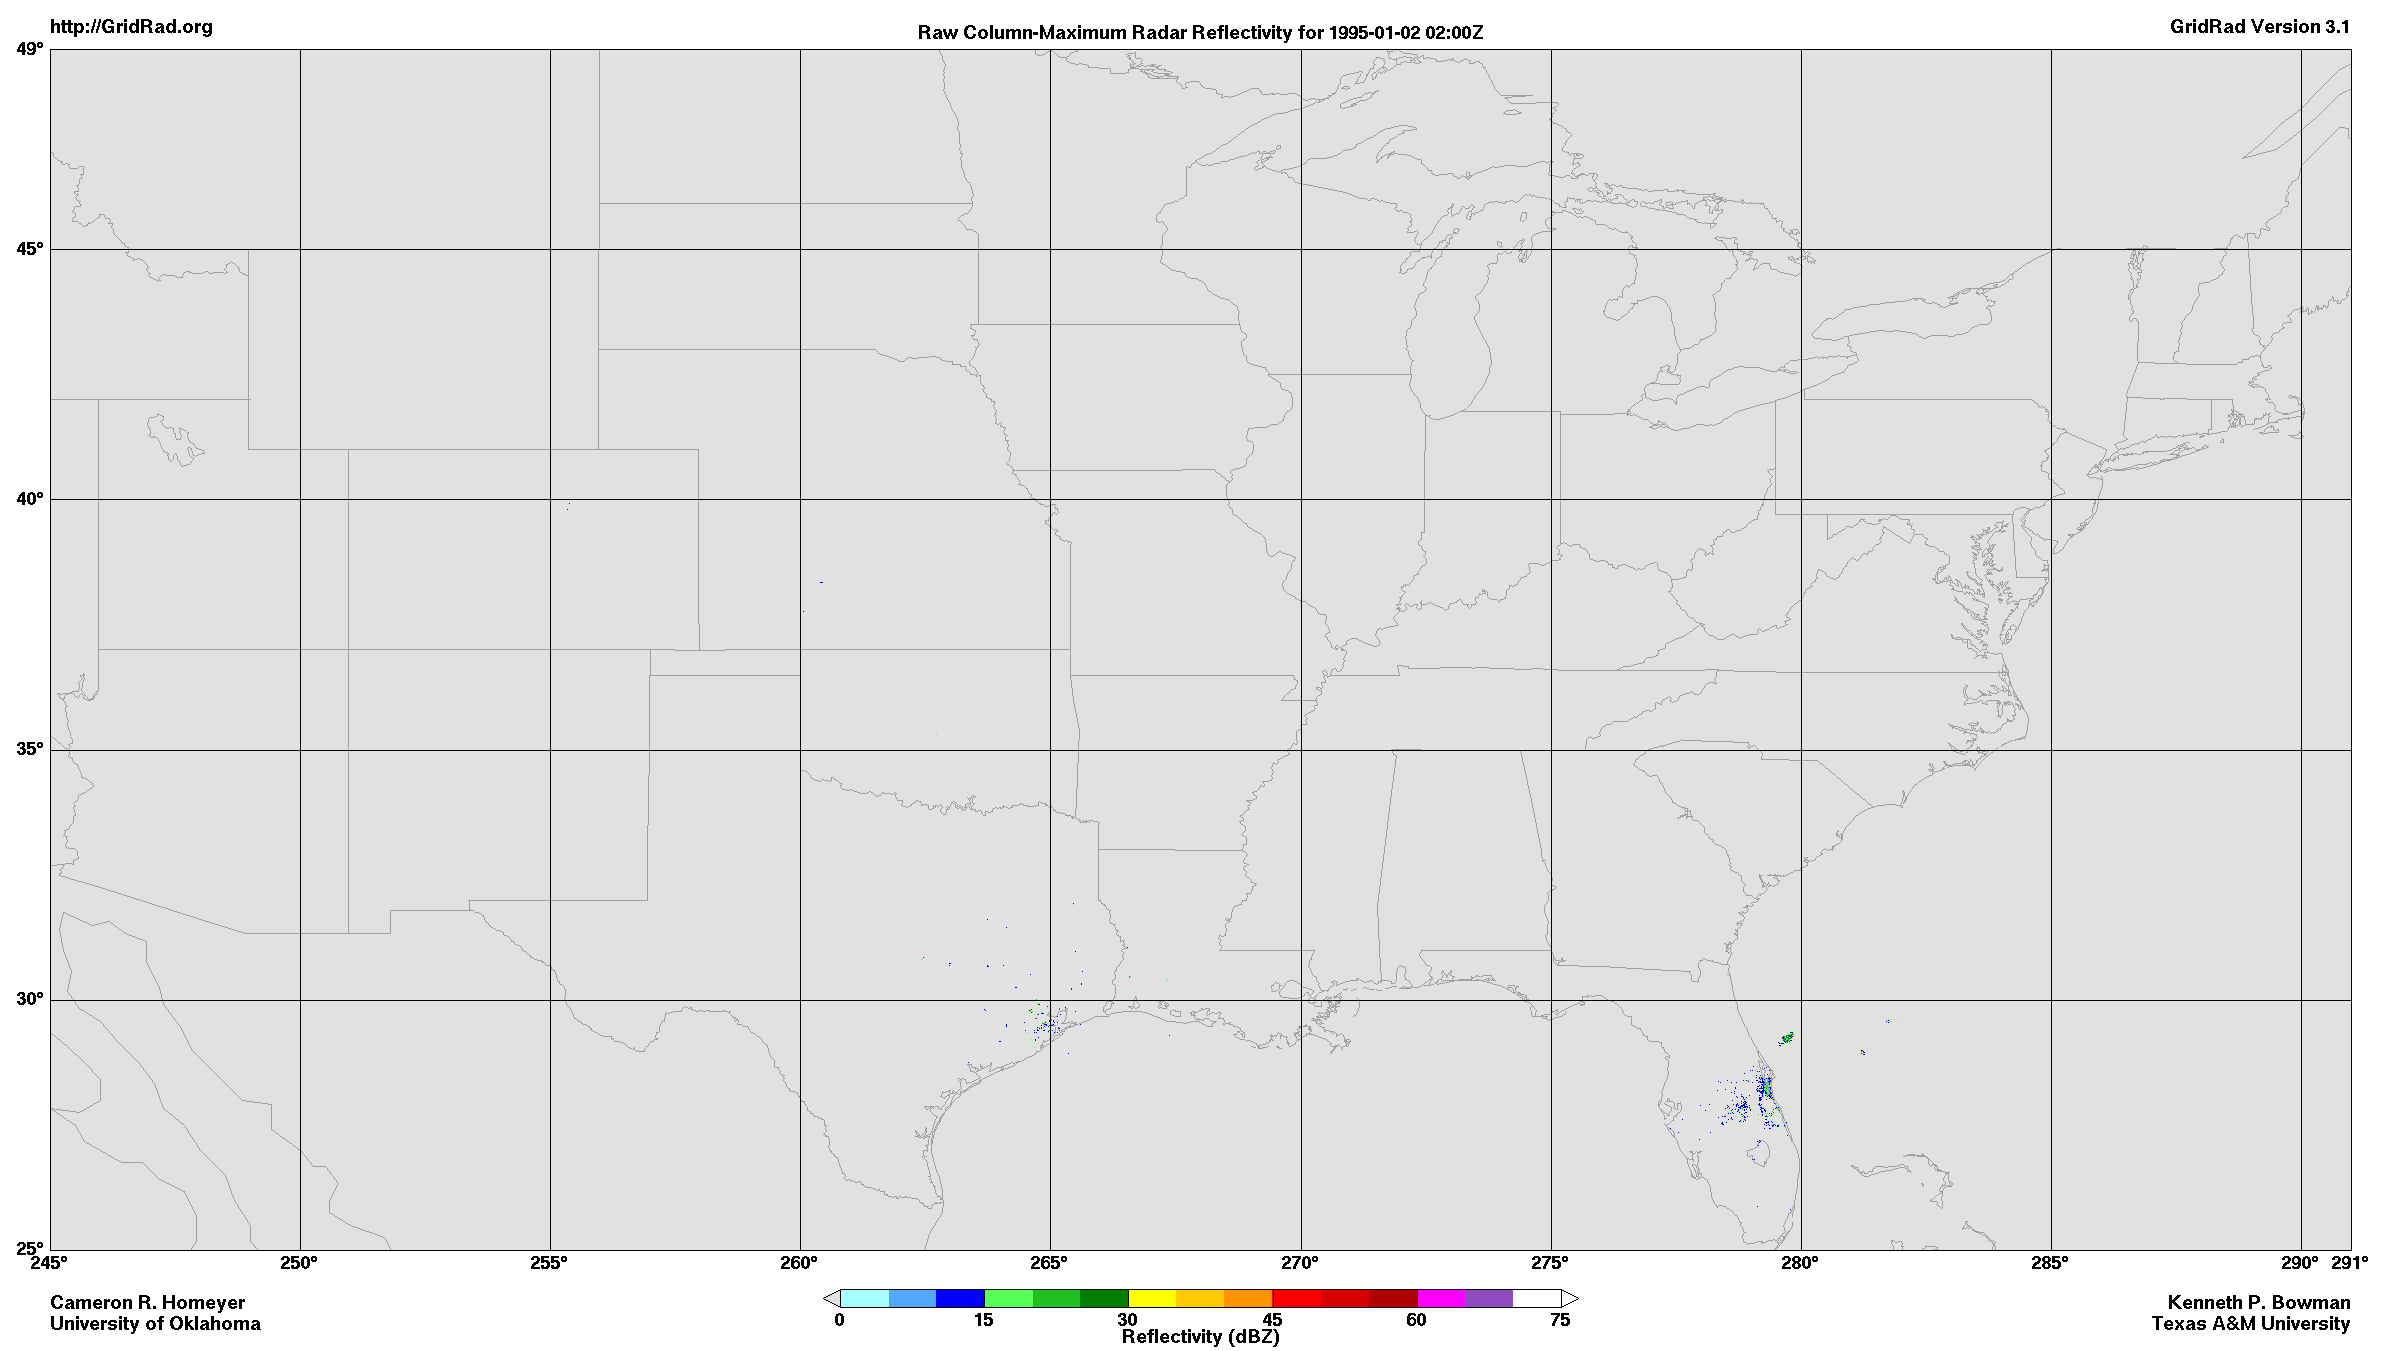 http://GridRad.org
Raw Column-Maximum Radar Reflectivity for 1995-01-02 02:00Z
GridRad Version 3.1
49°
45°
40°
35°
30°
25°
245° 250° 255° 260° 265° 270° 275° 280° 285° 290° 291°
Cameron R. Homeyer
University of Oklahoma
0 15 30 45 60 75
Reflectivity (dBZ)
Kenneth P. Bowman
Texas A&M University